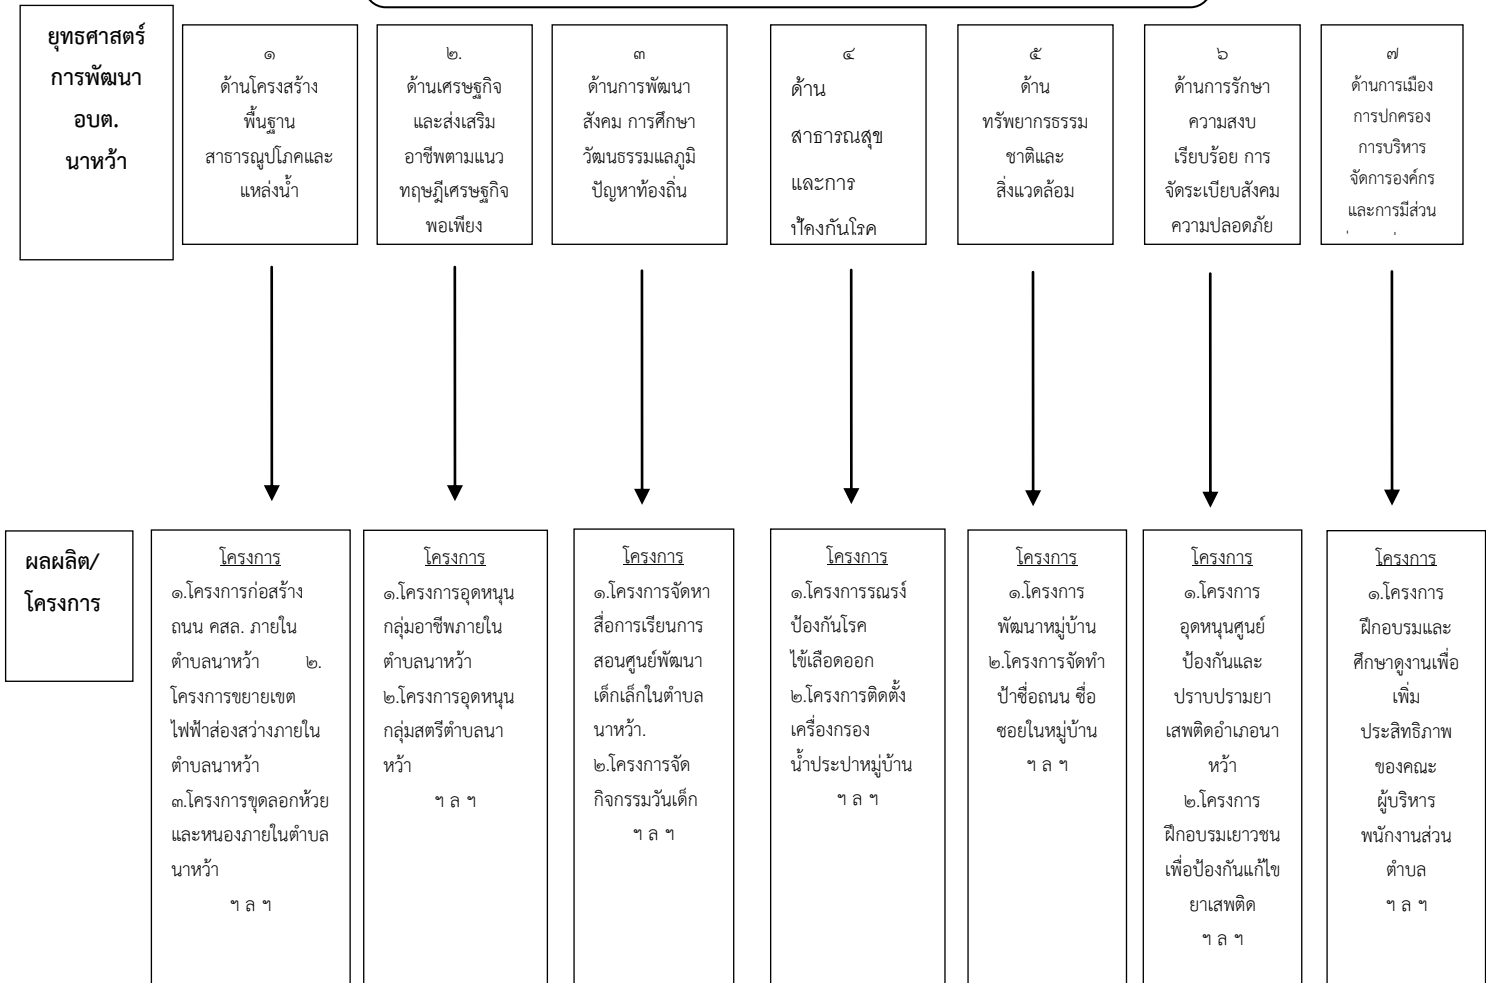 ยุทธศาสตร์
การพัฒนา
อบต.
นาหว้า
๑
ด้านโครงสร้าง
พื้นฐาน
สาธารณูปโภคและ
แหล่งน้ำ
๒.
ด้านเศรษฐกิจ
และส่งเสริม
อาชีพตามแนว
ทฤษฎีเศรษฐกิจ
พอเพียง
๓
ด้านการพัฒนา
สังคม การศึกษา
วัฒนธรรมแลภูมิ
ปัญหาท้องถิ่น
๔
ด้าน
สาธารณสุข
และการ
ป้องกันโรค
๕
ด้าน
ทรัพยากรธรรม
ชาติและ
สิ่งแวดล้อม
๖
ด้านการรักษา
ความสงบ
เรียบร้อย การ
จัดระเบียบสังคม
ความปลอดภัย
๗
ด้านการเมือง
การปกครอง
การบริหาร
จัดการองค์กร
และการมีส่วน
ผลผลิต/
โครงการ
โครงการ
๑.โครงการก่อสร้าง
ถนน คสล. ภายใน
ตำบลนาหว้า ๒.
โครงการขยายเขต
ไฟฟ้าส่องสว่างภายใน
ตำบลนาหว้า
๓.โครงการขุดลอกห้วย
และหนองภายในตำบล
นาหว้า
ฯ ล ฯ
โครงการ
๑.โครงการอุดหนุน
กลุ่มอาชีพภายใน
ตำบลนาหว้า
๒.โครงการอุดหนุน
กลุ่มสตรีตำบลนา
หว้า
ฯ ล ฯ
โครงการ
๑.โครงการจัดหา
สื่อการเรียนการ
สอนศูนย์พัฒนา
เด็กเล็กในตำบล
นาหว้า.
๒.โครงการจัด
กิจกรรมวันเด็ก
ฯ ล ฯ
โครงการ
๑.โครงการรณรงค์
ป้องกันโรค
ไข้เลือดออก
๒.โครงการติดตั้ง
เครื่องกรอง
น้ำประปาหมู่บ้าน
ฯ ล ฯ
โครงการ
๑.โครงการ
พัฒนาหมู่บ้าน
๒.โครงการจัดทำ
ป้าชื่อถนน ชื่อ
ซอยในหมู่บ้าน
ฯ ล ฯ
โครงการ
๑.โครงการ
อุดหนุนศูนย์
ป้องกันและ
ปราบปรามยา
เสพติดอำเภอนา
หว้า
๒.โครงการ
ฝึกอบรมเยาวชน
เพื่อป้องกันแก้ไข
ยาเสพติด
ฯ ล ฯ
โครงการ
๑.โครงการ
ฝึกอบรมและ
ศึกษาดูงานเพื่อ
เพิ่ม
ประสิทธิภาพ
ของคณะ
ผู้บริหาร
พนักงานส่วน
ตำบล
ฯ ล ฯ